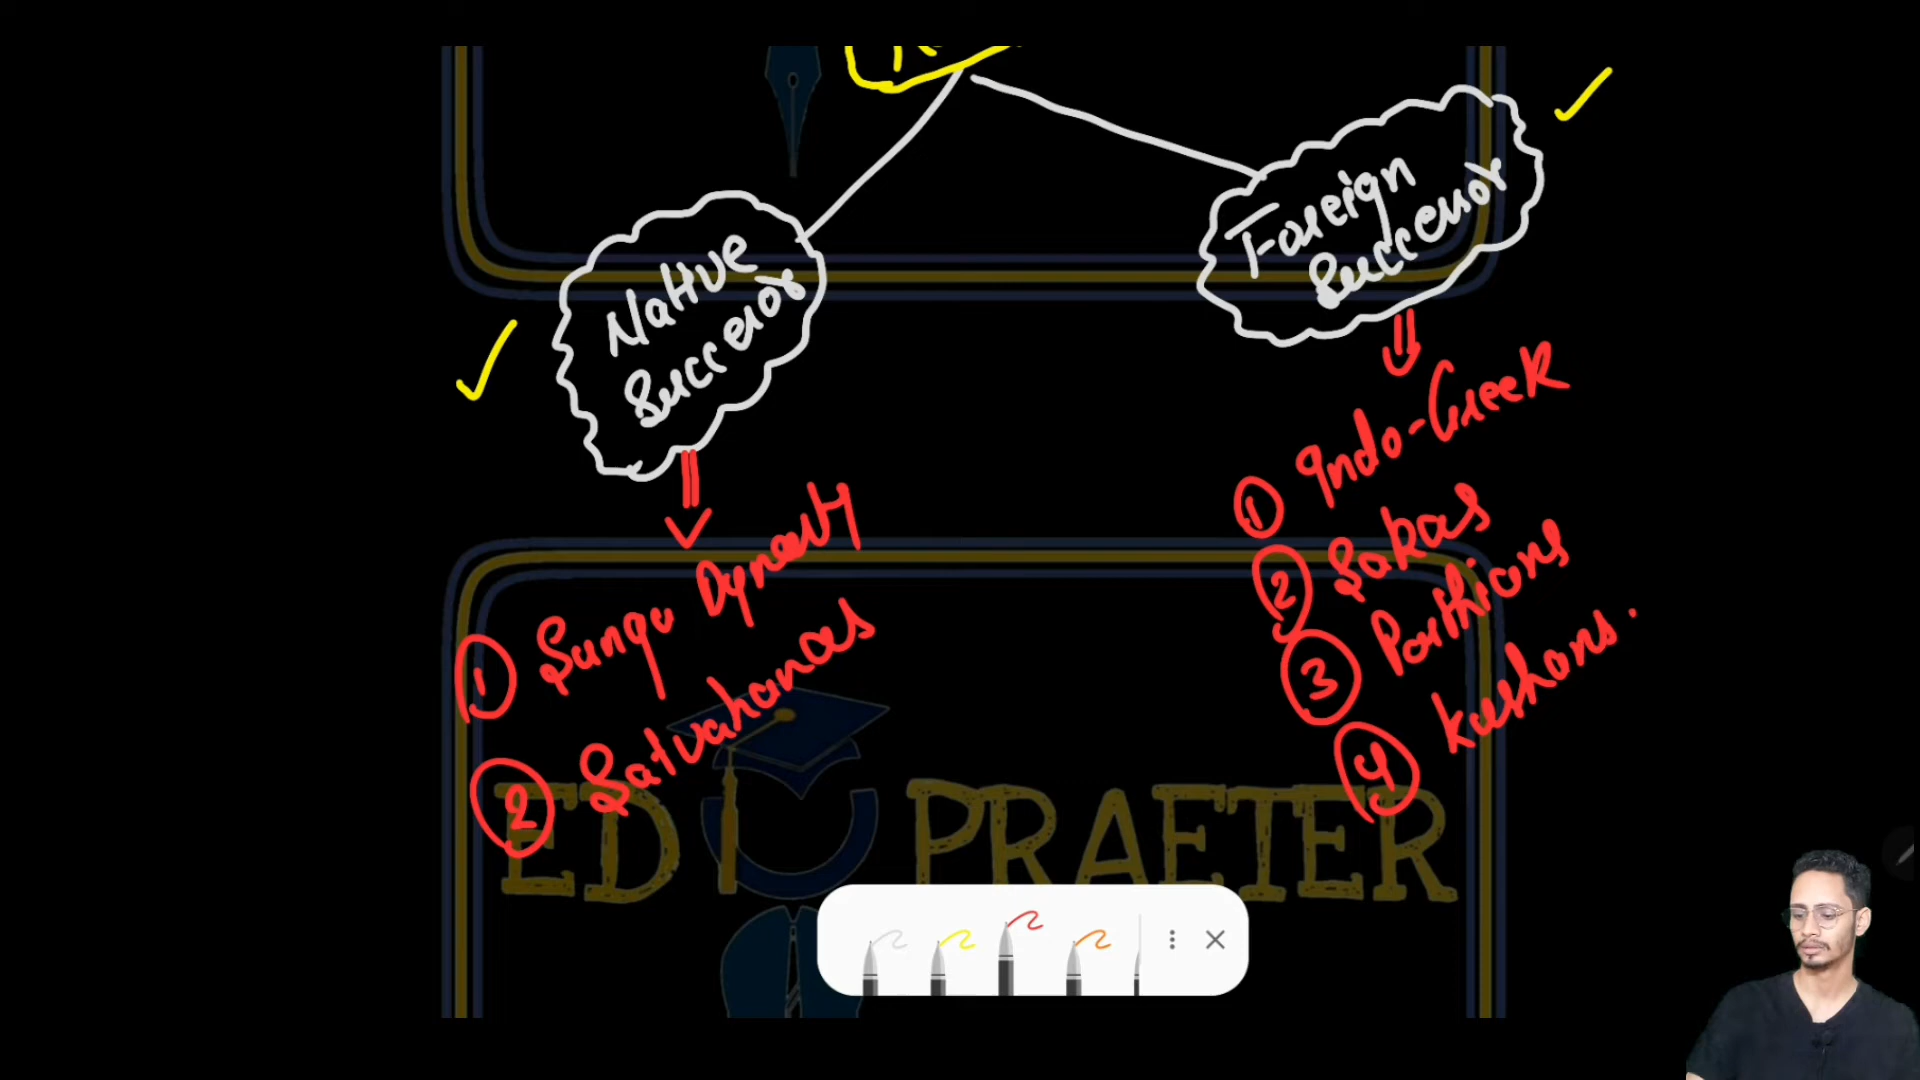 Native
Successor
Foreign
Successor
① Sunga Dynasty
② Satvahanas
① Indo-Greek
② Sakas
③ Parthians
④ Kushans.
ED PRAETER